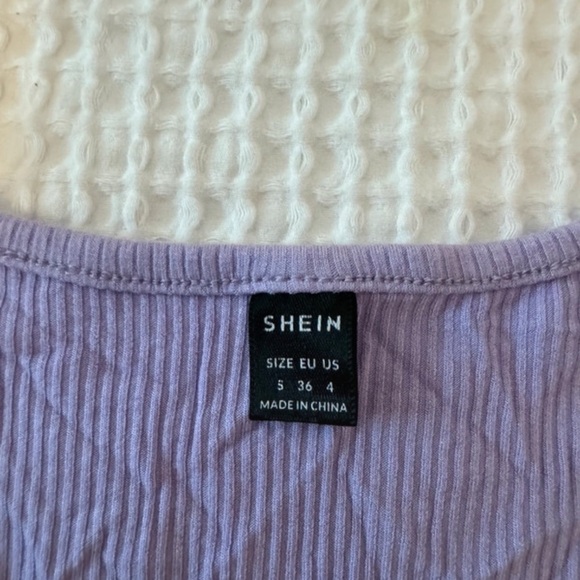 SHEIN
SIZE EU US
S 36 4
MADE IN CHINA